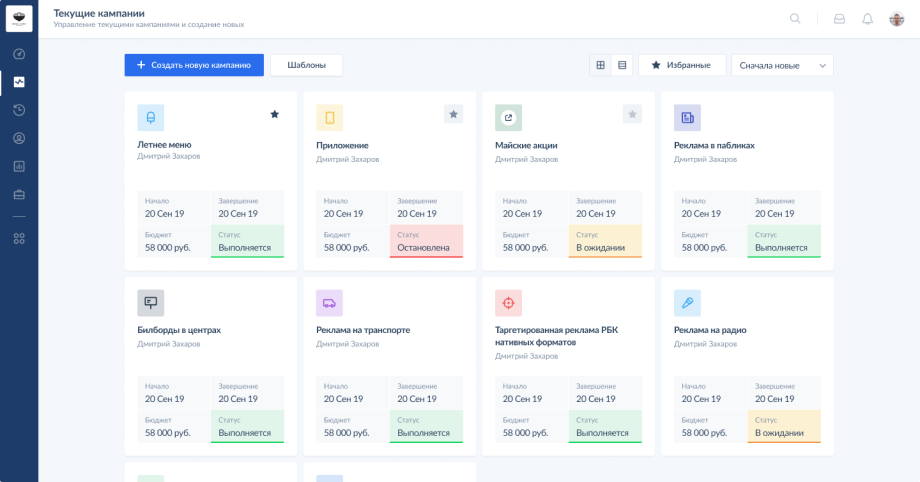 Текущие кампании
Управление текущими кампаниями и создание новых
+ Создать новую кампанию
Шаблоны
Избранные
Сначала новые
Летнее меню
Дмитрий Захаров
Начало
20 Сен 19
Завершение
20 Сен 19
Бюджет
58 000 руб.
Статус
Выполняется
Приложение
Дмитрий Захаров
Начало
20 Сен 19
Завершение
20 Сен 19
Бюджет
58 000 руб.
Статус
Остановлена
Майские акции
Дмитрий Захаров
Начало
20 Сен 19
Завершение
20 Сен 19
Бюджет
58 000 руб.
Статус
В ожидании
Реклама в пабликах
Дмитрий Захаров
Начало
20 Сен 19
Завершение
20 Сен 19
Бюджет
58 000 руб.
Статус
Выполняется
Билборды в центрах
Дмитрий Захаров
Начало
20 Сен 19
Завершение
20 Сен 19
Бюджет
58 000 руб.
Статус
Выполняется
Реклама на транспорте
Дмитрий Захаров
Начало
20 Сен 19
Завершение
20 Сен 19
Бюджет
58 000 руб.
Статус
Выполняется
Таргетированная реклама РБК
нативных форматов
Дмитрий Захаров
Начало
20 Сен 19
Завершение
20 Сен 19
Бюджет
58 000 руб.
Статус
Выполняется
Реклама на радио
Дмитрий Захаров
Начало
20 Сен 19
Завершение
20 Сен 19
Бюджет
58 000 руб.
Статус
В ожидании